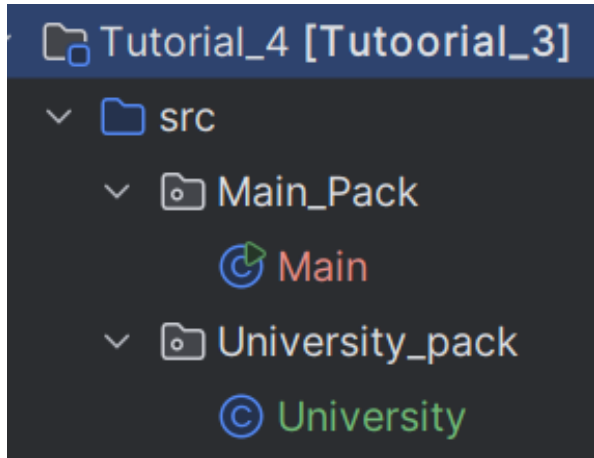 Tutorial_4 [Tutoorial_3]
src
Main_Pack
Main
University_pack
University